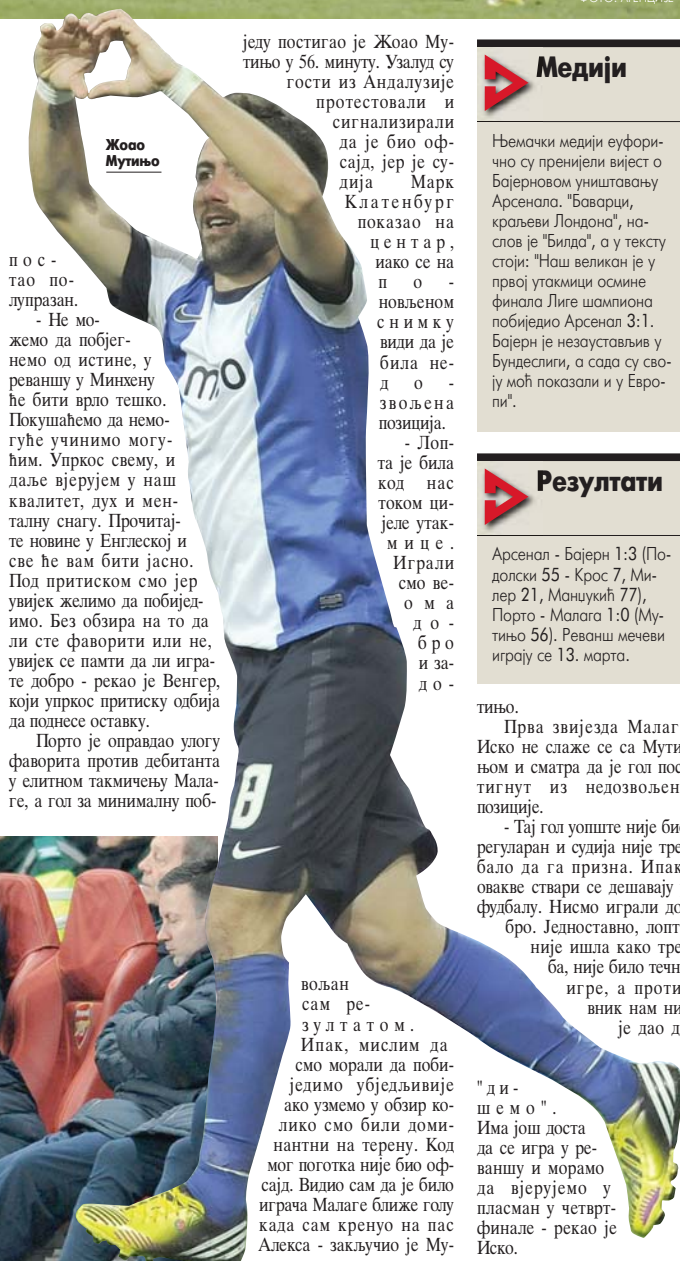 пос-
тао по-
лупразан.
- Не мо-
жемо да побјег-
немо од истине, у
реваншу у Минхену
ће бити врло тешко.
Покушаћемо да немо-
гуће учинимо могу-
ћим. Упркос свему, и
даље вјерујем у наш
квалитет, дух и мен-
талну снагу. Прочитај-
те новине у Енглеској и
све ће вам бити јасно.
Под притиском смо јер
увијек желимо да побијед-
имо. Без обзира на то да
ли сте фаворити или не,
увијек се памти да ли игра-
те добро - рекао је Венгер,
који упркос притиску одбија
да поднесе оставку.
Порто је оправдао улогу
фаворита против дебитанта
у елитном такмичењу Мала-
ге, а гол за минималну поб-
Жоао
Мутињо
једу постигао је Жоао Му-
тињо у 56. минуту. Узалуд су
гости из Андалузије
протестовали и
сигнализирали
да је био оф-
сајд, јер је су-
дија Марк
Клатенбург
показао на
центар,
иако се на
по-
новљеном
снимку
види да је
била не-
до-
звољена
позиција.
- Лоп-
та је била
код нас
током ци-
јеле утак-
мице.
Играли
смо ве-
ома
до-
бро
и за-
до-
вољан
сам ре-
зултатом.
Ипак, мислим да
смо морали да поби-
једимо убједљивије
ако узмемо у обзир ко-
лико смо били доми-
нантни на терену. Код
мог поготка није био оф-
сајд. Видио сам да је било
играча Малаге ближе голу
када сам кренуо на пас
Алекса - закључио је Му-
тињо.
Прва звијезда Малаг
Иско не слаже се са Мути
њом и сматра да је гол пос
тигнут из недозвољен
позиције.
- Тај гол уопште није би
регуларан и судија није тре
бало да га призна. Ипак
овакве ствари се дешавају
фудбалу. Нисмо играли до
бро. Једноставно, лопт
није ишла како тре
ба, није било течн
игре, а проти
вник нам ни
је дао д
"ди-
шемо".
Има још доста
да се игра у ре-
ваншу и морамо
да вјерујемо у
пласман у четврт-
финале - рекао је
Иско.
Медији
Њемачки медији еуфори-
чно су пренијели вијест о
Бајерновом уништавању
Арсенала. "Баварци,
краљеви Лондона", на-
слов је "Билда", а у тексту
стоји: "Наш великан је у
првој утакмици осмине
финала Лиге шампиона
побиједио Арсенал 3:1.
Бајерн је незаустављив у
Бундеслиги, а сада су сво-
ју моћ показали и у Евро-
пи".
Резултати
Арсенал - Бајерн 1:3 (По-
долски 55 - Крос 7, Ми-
лер 21, Манџукић 77),
Порто - Малага 1:0 (Му-
тињо 56). Реванш мечеви
играју се 13. марта.
8